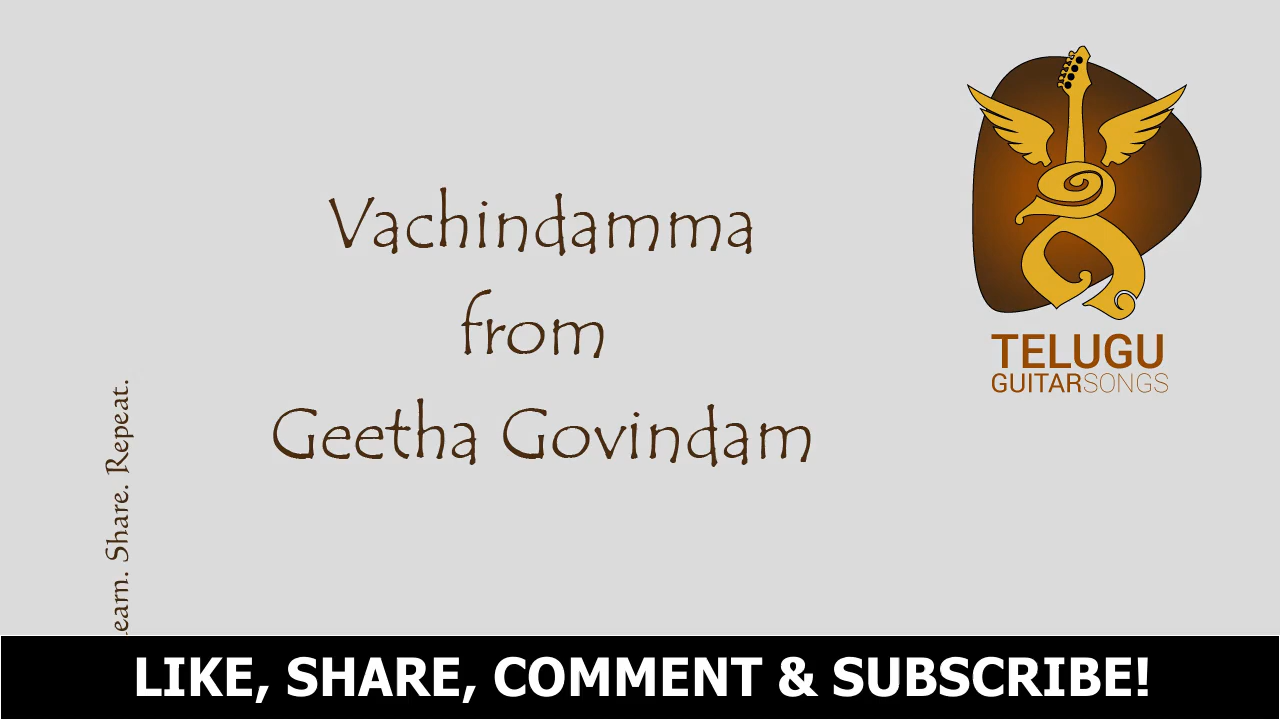 Vachindamma
from
Geetha Govindam
TELUGU
GUITARSONGS
Share. Repeat.
LIKE, SHARE, COMMENT & SUBSCRIBE!